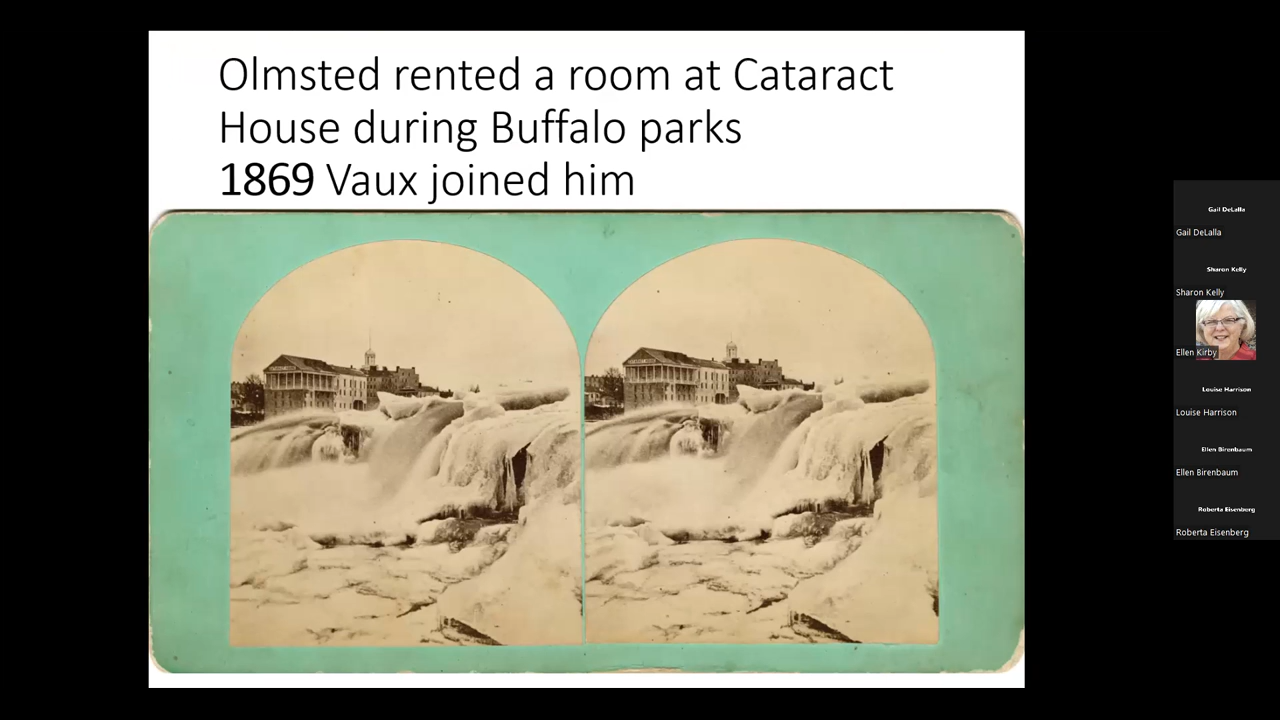 Olmsted rented a room at Cataract
House during Buffalo parks
1869 Vaux joined him
Gail DeLalla
Gail DeLalla
Sharon Kelly
Sharon Kelly
Ellen Kirby
Louise Harrison
Louise Harrison
Ellen Birenbaum
Ellen Birenbaum
Roberta Eisenberg
Roberta Eisenberg